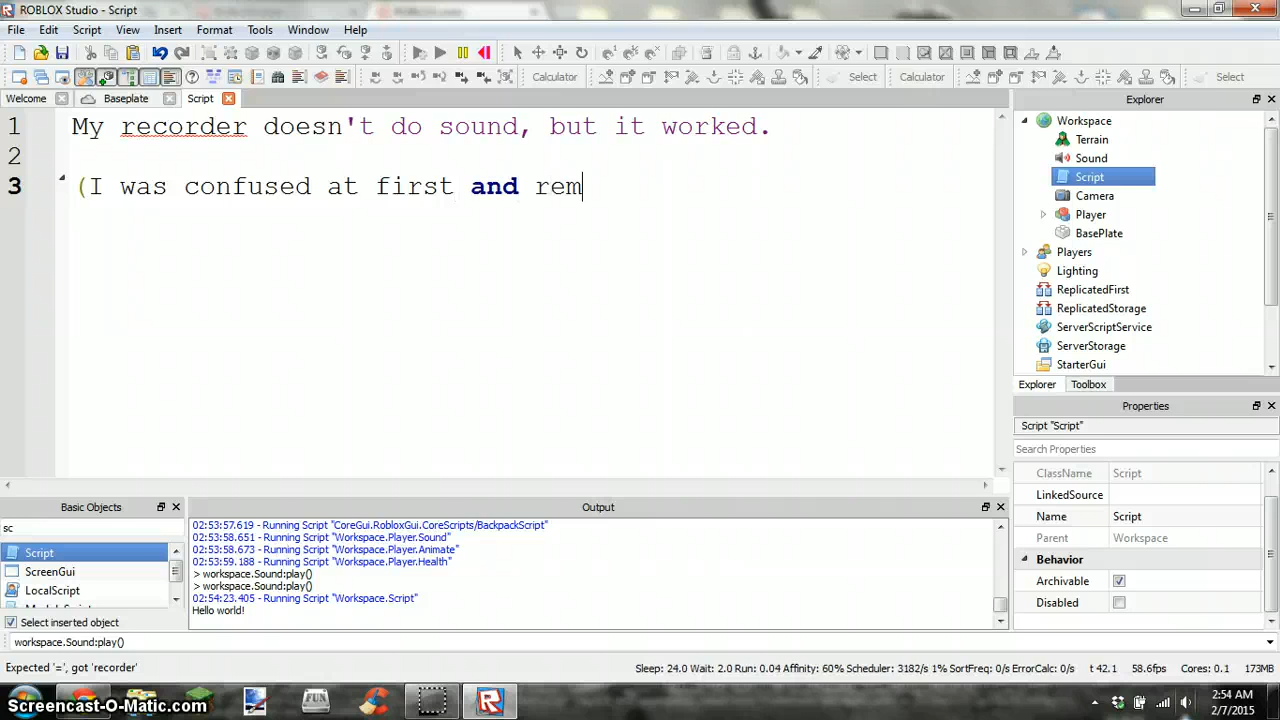 ROBLOX Studio - Script
File Edit Script View Insert Format Tools Window Help
Calculator Select Calculator Select
Welcome Baseplate Script
1 My recorder doesn't do sound, but it worked.
2
3 (I was confused at first and rem
Explorer
Workspace
Terrain
Sound
Script
Camera
Player
BasePlate
Players
Lighting
ReplicatedFirst
ReplicatedStorage
ServerScriptService
ServerStorage
StarterGui
Explorer Toolbox
Properties
Script "Script"
Search Properties
ClassName Script
LinkedSource
Name Script
Parent Workspace
Behavior
Archivable
Disabled
Basic Objects
sc
Script
ScreenGui
LocalScript
Select inserted object
Output
02:53:57.619 - Running Script "CoreGui.RobloxGui.CoreScripts/BackpackScript"
02:53:58.651 - Running Script "Workspace.Player.Sound"
02:53:58.673 - Running Script "Workspace.Player.Animate"
02:53:59.188 - Running Script "Workspace.Player.Health"
> workspace.Sound:play()
> workspace.Sound:play()
02:54:23.405 - Running Script "Workspace.Script"
Hello world!
workspace.Sound:play()
Expected '=', got 'recorder'
Sleep: 24.0 Wait: 2.0 Run: 0.04 Affinity: 60% Scheduler: 3182/s 1% SortFreq: 0/s ErrorCalc: 0/s t 42.1 58.6fps Cores: 0.1 173MB
FUN
Screencast-O-Matic.com
2:54 AM
2/7/2015